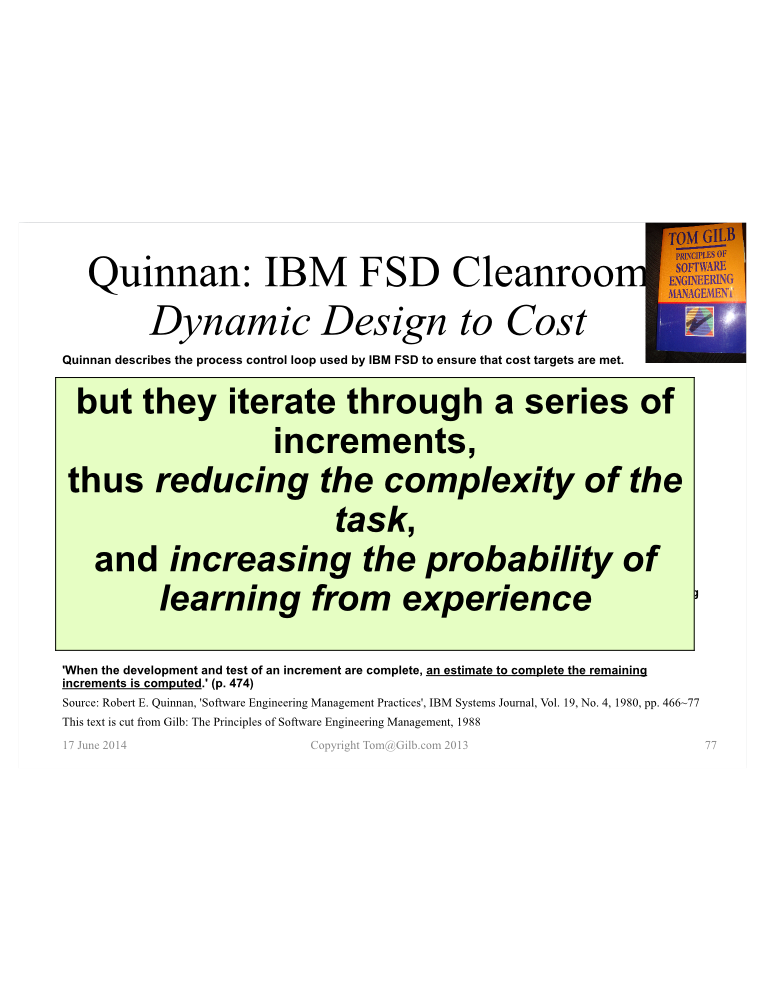 Quinnan: IBM FSD Cleanroom
Dynamic Design to Cost
TOM GILB
PRINCIPLES OF
SOFTWARE
ENGINEERING
MANAGEMENT
Quinnan describes the process control loop used by IBM FSD to ensure that cost targets are met.
but they iterate through a series of
increments,
thus reducing the complexity of the
task,
and increasing the probability of
learning from experience
'When the development and test of an increment are complete, an estimate to complete the remaining
increments is computed.' (p. 474)
Source: Robert E. Quinnan, 'Software Engineering Management Practices', IBM Systems Journal, Vol. 19, No. 4, 1980, pp. 466~77
This text is cut from Gilb: The Principles of Software Engineering Management, 1988
17 June 2014 Copyright Tom@Gilb.com 2013 77